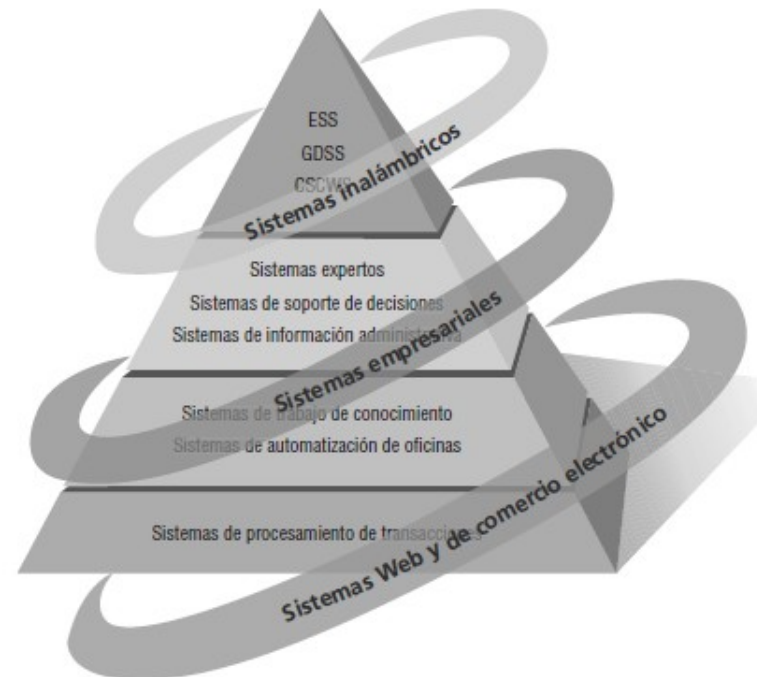 ESS
GDSS
CSCWS
Sistemas inalámbricos
Sistemas expertos
Sistemas de soporte de decisiones
Sistemas de información administrativa
Sistemas empresariales
Sistemas de trabajo de conocimiento
Sistemas de automatización de oficinas
Sistemas de procesamiento de transacciones
Sistemas Web y de comercio electrónico